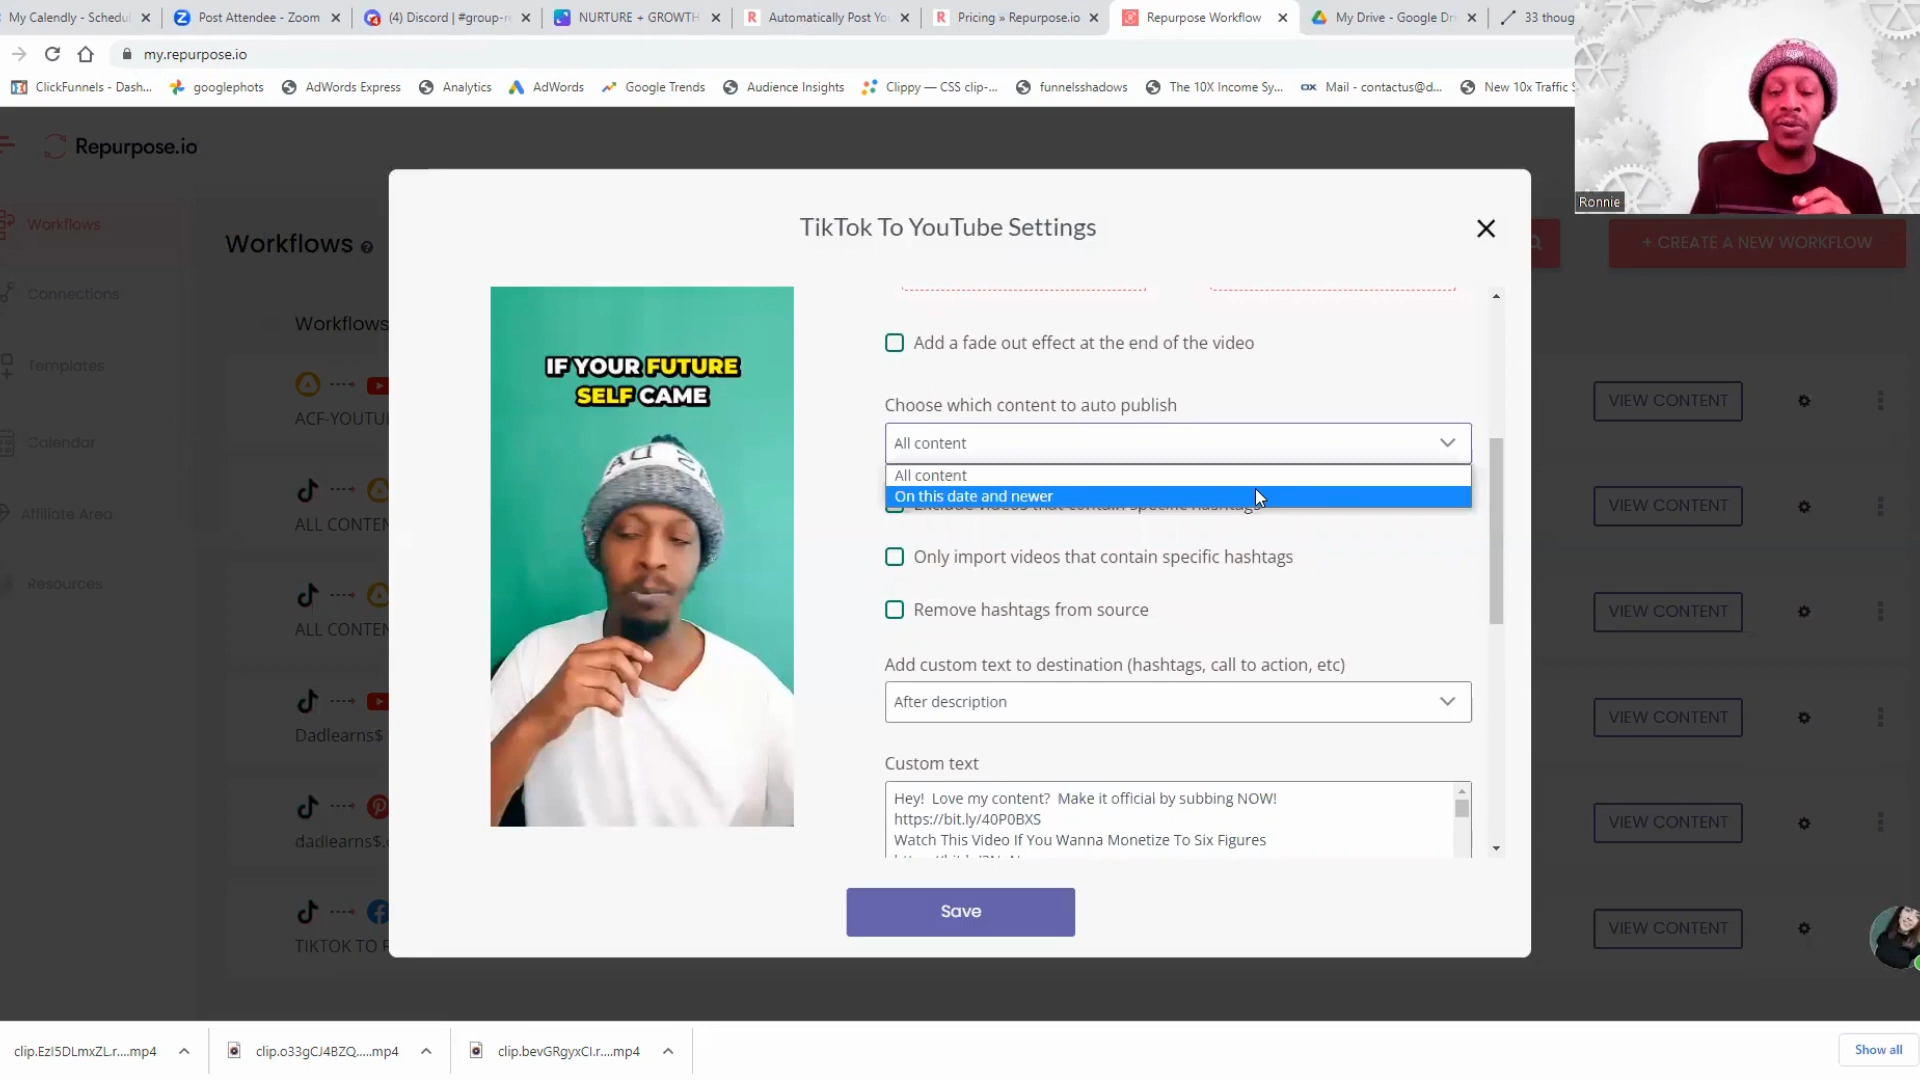 My Calendly - Schedul
Post Attendee - Zoom
(4) Discord | #group-r
NURTURE + GROWTH
Automatically Post Yo
Pricing » Repurpose.io
Repurpose Workflow
My Drive - Google Dr
33 thoug
my.repurpose.io
ClickFunnels - Dash...
googlephots
AdWords Express
Analytics
AdWords
Google Trends
Audience Insights
Clippy — CSS clip-...
funnelsshadows
The 10X Income Sy...
Mail - contactus@d...
New 10x Traffic S
Ronnie
Repurpose.io
Workflows
Connections
Templates
Calendar
Affiliate Area
Resources
Workflows
+ CREATE A NEW WORKFLOW
Workflows
ACF-YOUTU
ALL CONTEN
ALL CONTEN
Dadlearns$
dadlearns$.
TIKTOK TO F
VIEW CONTENT
VIEW CONTENT
VIEW CONTENT
VIEW CONTENT
VIEW CONTENT
VIEW CONTENT
TikTok To YouTube Settings
IF YOUR FUTURE
SELF CAME
Add a fade out effect at the end of the video
Choose which content to auto publish
All content
All content
On this date and newer
Exclude videos that contain specific hashtags
Only import videos that contain specific hashtags
Remove hashtags from source
Add custom text to destination (hashtags, call to action, etc)
After description
Custom text
Hey! Love my content? Make it official by subbing NOW!
https://bit.ly/40P0BXS
Watch This Video If You Wanna Monetize To Six Figures
Save
clip.EzI5DLmxZL.r....mp4
clip.o33gCJ4BZQ.....mp4
clip.bevGRgyxCI.r....mp4
Show all